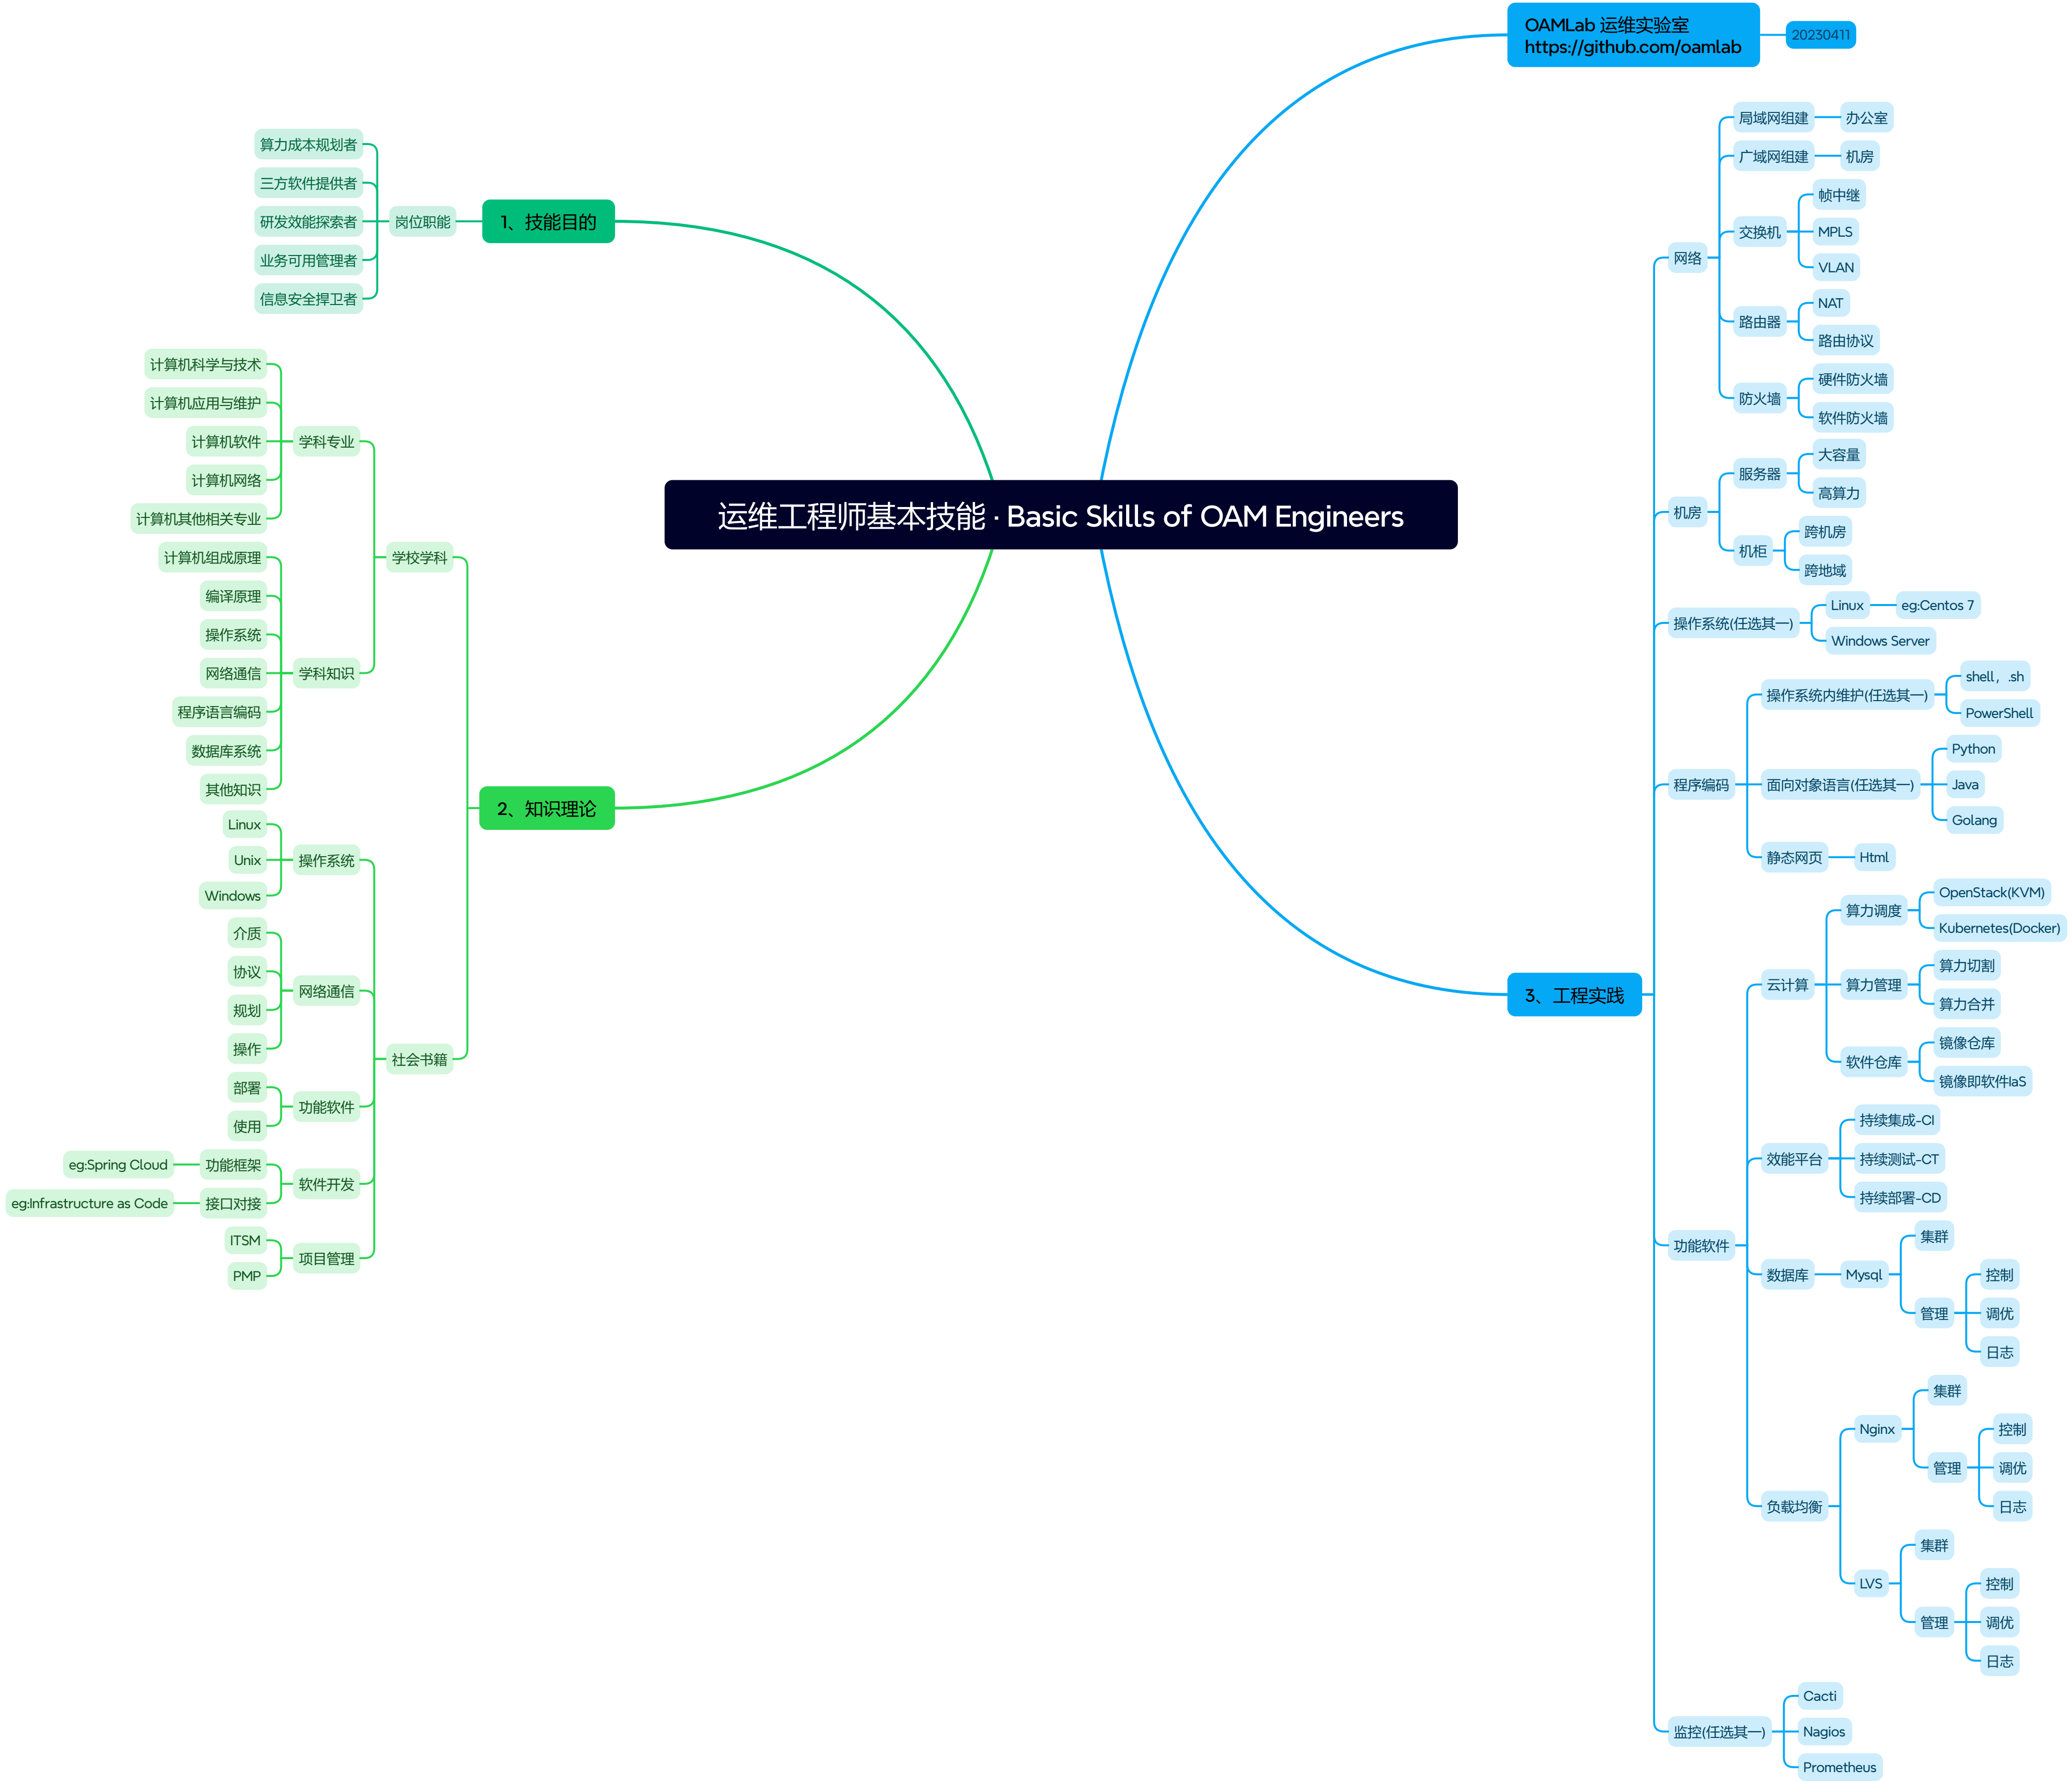 运维工程师基本技能 · Basic Skills of OAM Engineers
OAMLab 运维实验室
https://github.com/oamlab
20230411
1、技能目的
岗位职能
算力成本规划者
三方软件提供者
研发效能探索者
业务可用管理者
信息安全捍卫者
2、知识理论
学校学科
学科专业
计算机科学与技术
计算机应用与维护
计算机软件
计算机网络
计算机其他相关专业
学科知识
计算机组成原理
编译原理
操作系统
网络通信
程序语言编码
数据库系统
其他知识
社会书籍
操作系统
Linux
Unix
Windows
网络通信
介质
协议
规划
操作
功能软件
部署
使用
软件开发
功能框架
eg:Spring Cloud
接口对接
eg:Infrastructure as Code
项目管理
ITSM
PMP
3、工程实践
网络
局域网组建
办公室
广域网组建
机房
交换机
帧中继
MPLS
VLAN
路由器
NAT
路由协议
防火墙
硬件防火墙
软件防火墙
机房
服务器
大容量
高算力
机柜
跨机房
跨地域
操作系统(任选其一)
Linux
eg:Centos 7
Windows Server
程序编码
操作系统内维护(任选其一)
shell，.sh
PowerShell
面向对象语言(任选其一)
Python
Java
Golang
静态网页
Html
功能软件
云计算
算力调度
OpenStack(KVM)
Kubernetes(Docker)
算力管理
算力切割
算力合并
软件仓库
镜像仓库
镜像即软件IaS
效能平台
持续集成-CI
持续测试-CT
持续部署-CD
数据库
Mysql
集群
管理
控制
调优
日志
负载均衡
Nginx
集群
管理
控制
调优
日志
LVS
集群
管理
控制
调优
日志
监控(任选其一)
Cacti
Nagios
Prometheus